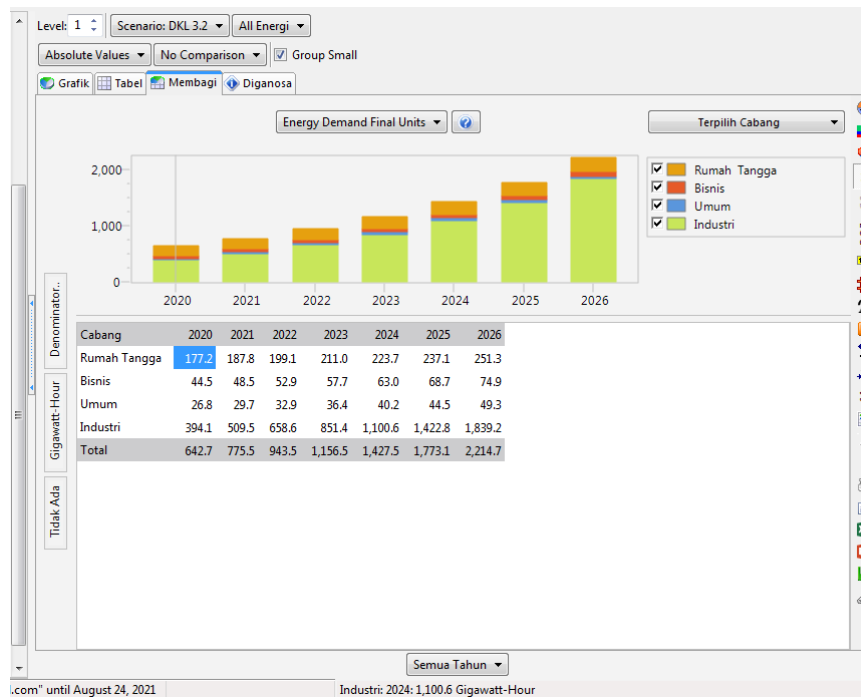 Level: 1 Scenario: DKL 3.2 All Energi
Absolute Values No Comparison Group Small
Grafik Tabel Membagi Diganosa
Energy Demand Final Units Terpilih Cabang
2,000
1,000
0
2020 2021 2022 2023 2024 2025 2026
Rumah Tangga
Bisnis
Umum
Industri
Denominator..
Gigawatt-Hour
Tidak Ada
Cabang 2020 2021 2022 2023 2024 2025 2026
Rumah Tangga 177.2 187.8 199.1 211.0 223.7 237.1 251.3
Bisnis 44.5 48.5 52.9 57.7 63.0 68.7 74.9
Umum 26.8 29.7 32.9 36.4 40.2 44.5 49.3
Industri 394.1 509.5 658.6 851.4 1,100.6 1,422.8 1,839.2
Total 642.7 775.5 943.5 1,156.5 1,427.5 1,773.1 2,214.7
Semua Tahun
l.com" until August 24, 2021 Industri: 2024: 1,100.6 Gigawatt-Hour